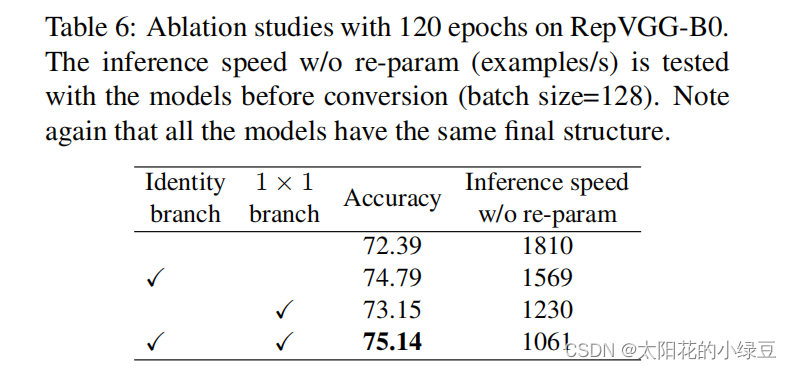 Table 6: Ablation studies with 120 epochs on RepVGG-B0.
The inference speed w/o re-param (examples/s) is tested
with the models before conversion (batch size=128). Note
again that all the models have the same final structure.
Identity branch 1 × 1 branch Accuracy Inference speed w/o re-param
72.39 1810
✓ 74.79 1569
✓ 73.15 1230
✓ ✓ 75.14 1061
CSDN @太阳花的小绿豆